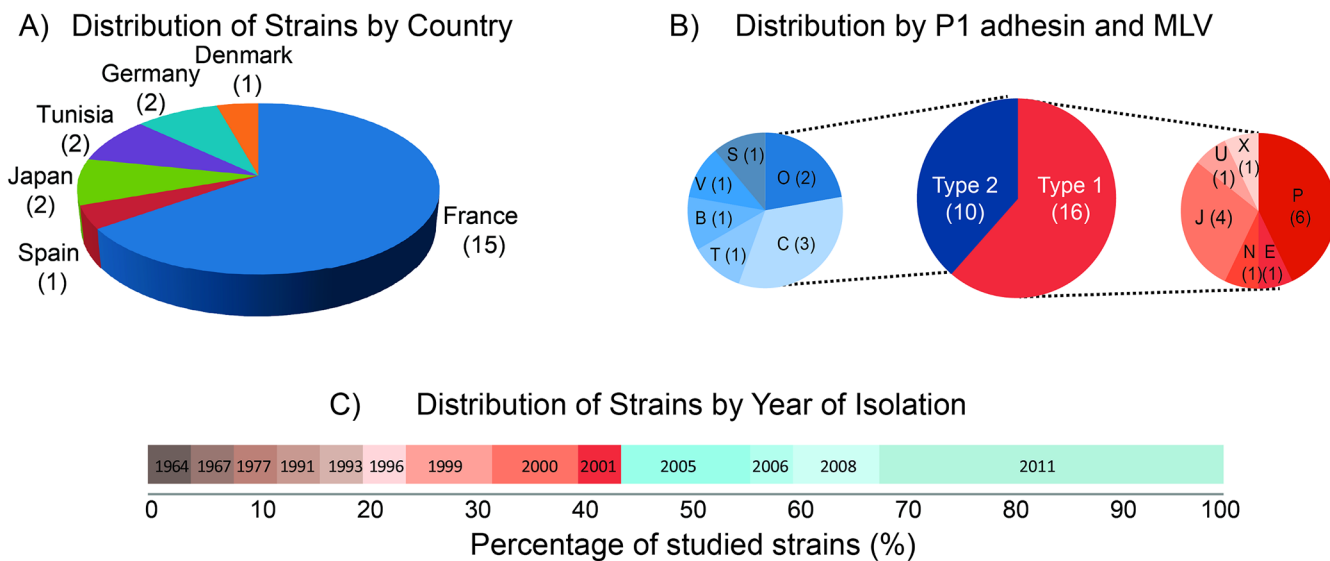 A) Distribution of Strains by Country
Denmark
(1)
Germany
(2)
Tunisia
(2)
Japan
(2)
Spain
(1)
France
(15)
B) Distribution by P1 adhesin and MLV
S (1)
O (2)
V (1)
B (1)
T (1)
C (3)
Type 2
(10)
Type 1
(16)
U
(1)
X
(1)
P
(6)
J (4)
N
(1)
E
(1)
C) Distribution of Strains by Year of Isolation
1964 1967 1977 1991 1993 1996 1999 2000 2001 2005 2006 2008 2011
0 10 20 30 40 50 60 70 80 90 100
Percentage of studied strains (%)